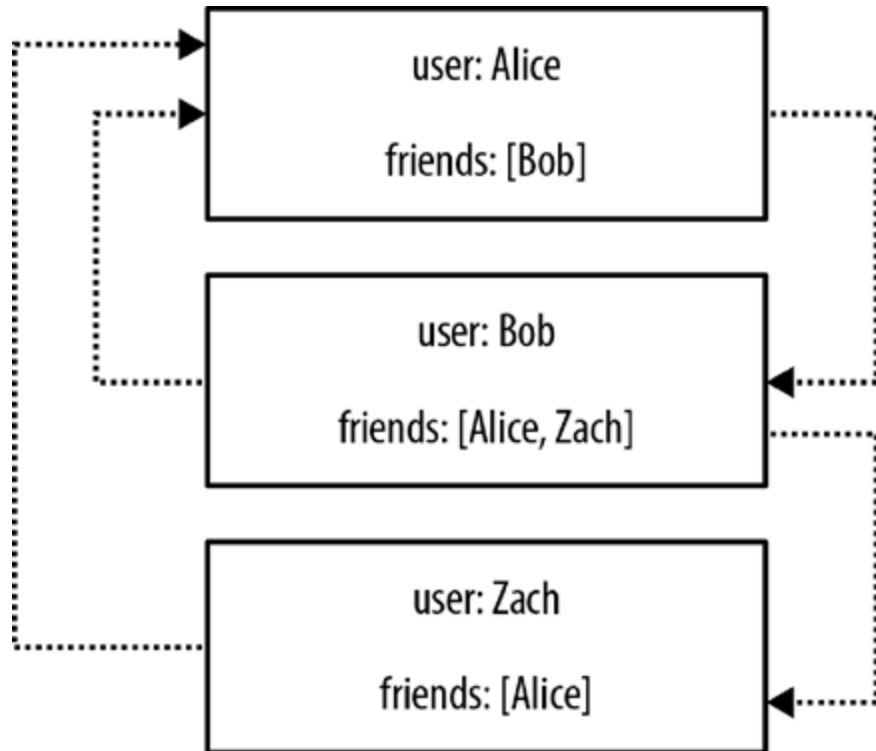 user: Alice
friends: [Bob]
user: Bob
friends: [Alice, Zach]
user: Zach
friends: [Alice]